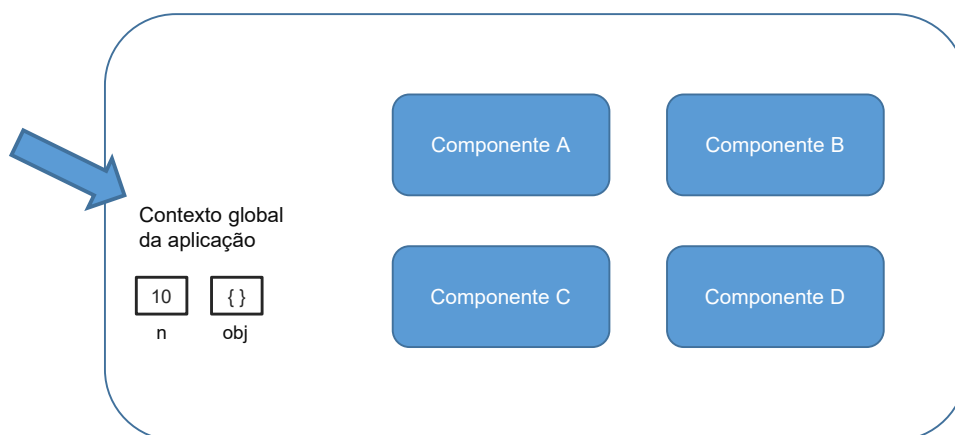 Componente A
Componente B
Contexto global
da aplicação
10
{ }
n
obj
Componente C
Componente D